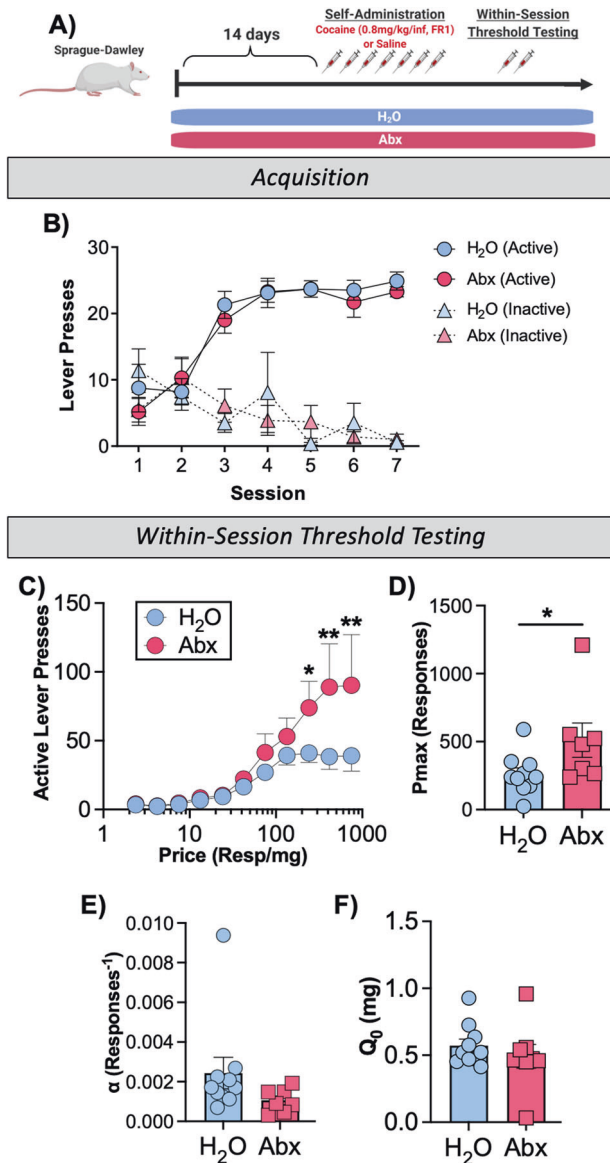 A)
Sprague-Dawley
14 days
Self-Administration
Cocaine (0.8mg/kg/inf, FR1)
or Saline
Within-Session
Threshold Testing
H₂O
Abx
Acquisition
B)
Lever Presses
30
20
10
0
1 2 3 4 5 6 7
Session
H₂O (Active)
Abx (Active)
H₂O (Inactive)
Abx (Inactive)
Within-Session Threshold Testing
C)
Active Lever Presses
150
100
50
0
1 10 100 1000
Price (Resp/mg)
H₂O
Abx
* ** **
D)
Pmax (Responses)
1500
1000
500
0
*
H₂O Abx
E)
α (Responses⁻¹)
0.010
0.008
0.006
0.004
0.002
0.000
H₂O Abx
F)
Q₀ (mg)
1.5
1.0
0.5
0.0
H₂O Abx